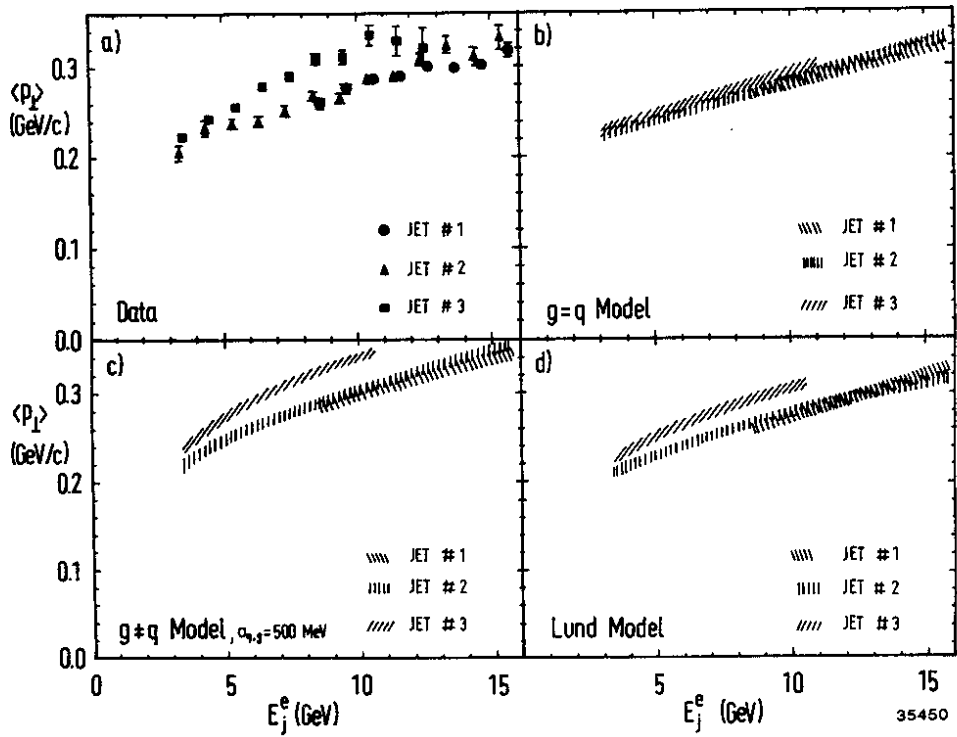 a)
0.3
⟨p⊥⟩
(GeV/c)
0.2
0.1
0.0
JET #1
JET #2
JET #3
Data
b)
JET #1
JET #2
JET #3
g=q Model
c)
0.3
⟨p⊥⟩
(GeV/c)
0.2
0.1
0.0
JET #1
JET #2
JET #3
g≠q Model, σq,g=500 MeV
0 5 10 15
E_j^e (GeV)
d)
JET #1
JET #2
JET #3
Lund Model
5 10 15
E_j^e (GeV)
35450